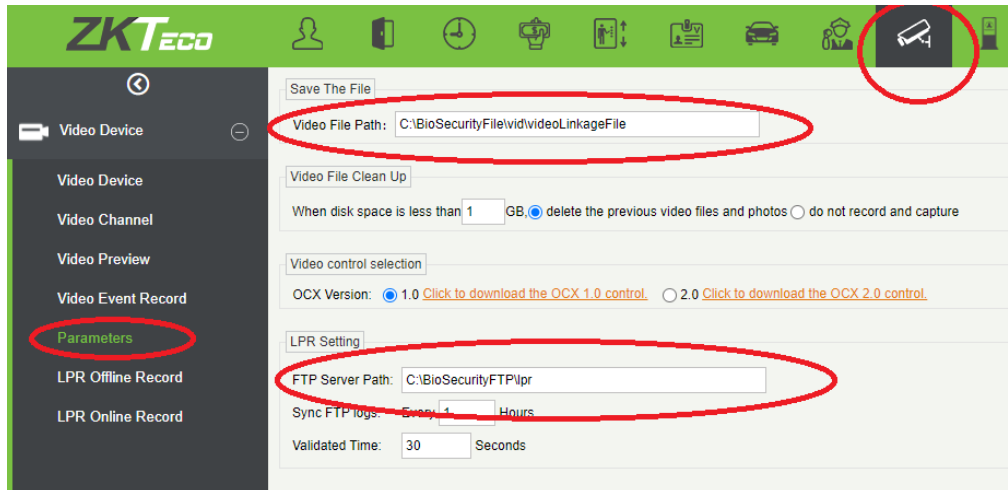 ZKTECO
Save The File
Video File Path: C:\BioSecurityFile\vid\videoLinkageFile
Video Device
Video File Clean Up
Video Device
When disk space is less than 1 GB, delete the previous video files and photos do not record and capture
Video Channel
Video Preview
Video control selection
Video Event Record
OCX Version: 1.0 Click to download the OCX 1.0 control. 2.0 Click to download the OCX 2.0 control.
Parameters
LPR Setting
LPR Offline Record
FTP Server Path: C:\BioSecurityFTP\lpr
LPR Online Record
Sync FTP logs: Every 1 Hours
Validated Time: 30 Seconds